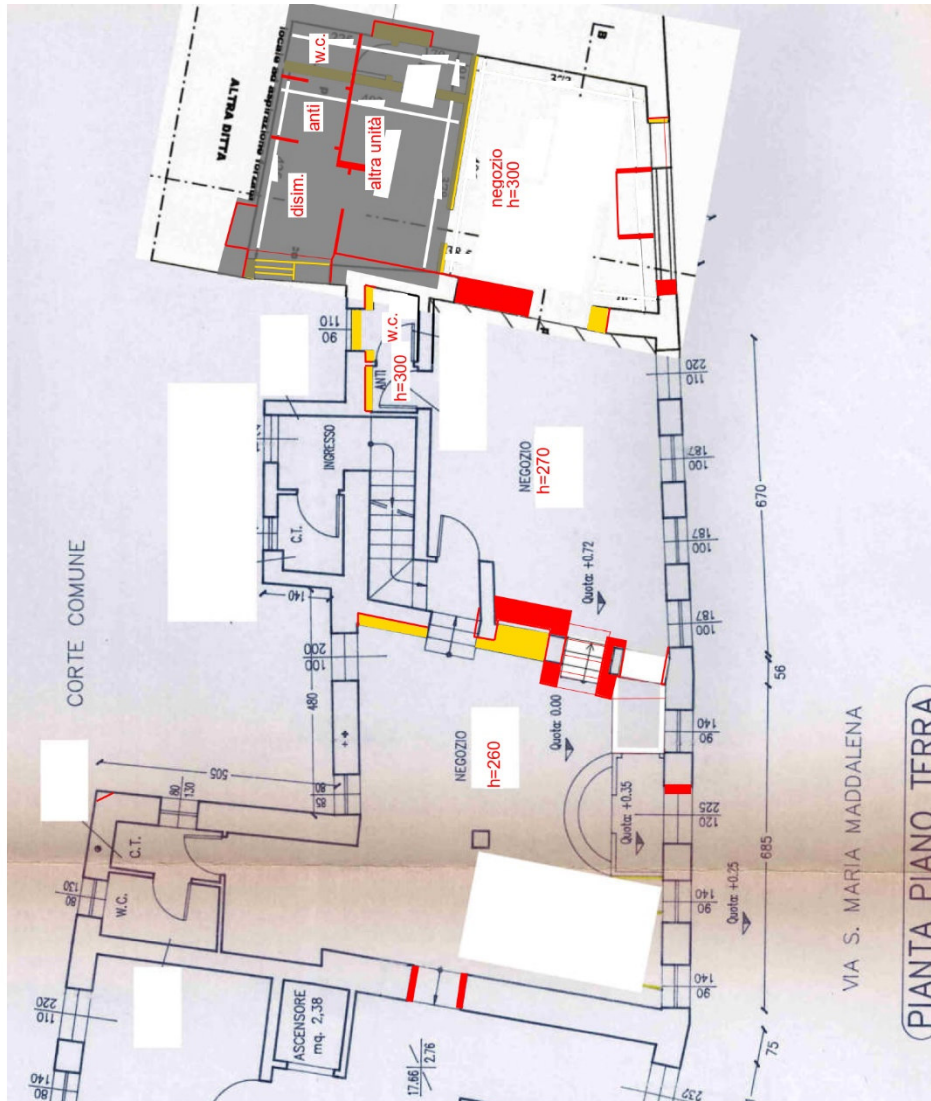 locale ad aspirazione forzata
ALTRA DITTA
w.c.
anti
disim.
altra unità
negozio
h=300
B
110
90
w.c.
ANTI
h=300
INGRESSO
C.T.
NEGOZIO
h=270
220
110
187
100
187
100
187
100
670
CORTE COMUNE
140
200
100
480
Quota: +0.72
56
NEGOZIO
h=260
Quota: 0.00
140
90
505
80
130
C.T.
W.C.
Quota: +0.35
225
120
685
140
90
Quota: +0.25
140
90
VIA S. MARIA MADDALENA
PIANTA PIANO TERRA
220
110
140
80
ASCENSORE
mq. 2,38
17.66
2.76
75